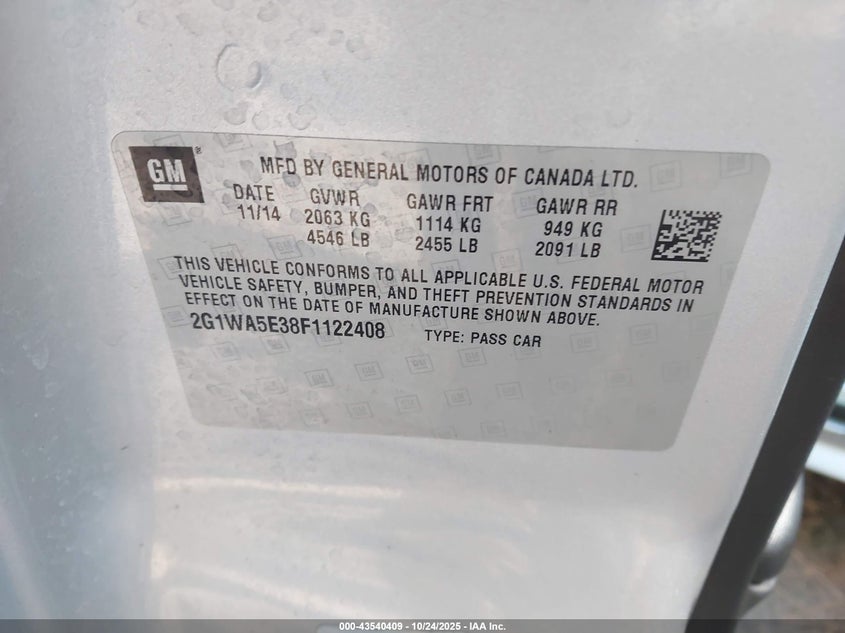 GM
MFD BY GENERAL MOTORS OF CANADA LTD.
DATE GVWR GAWR FRT GAWR RR
11/14 2063 KG 1114 KG 949 KG
4546 LB 2455 LB 2091 LB
THIS VEHICLE CONFORMS TO ALL APPLICABLE U.S. FEDERAL MOTOR
VEHICLE SAFETY, BUMPER, AND THEFT PREVENTION STANDARDS IN
EFFECT ON THE DATE OF MANUFACTURE SHOWN ABOVE.
2G1WA5E38F1122408 TYPE: PASS CAR
000-43540409 - 10/24/2025 - IAA Inc.